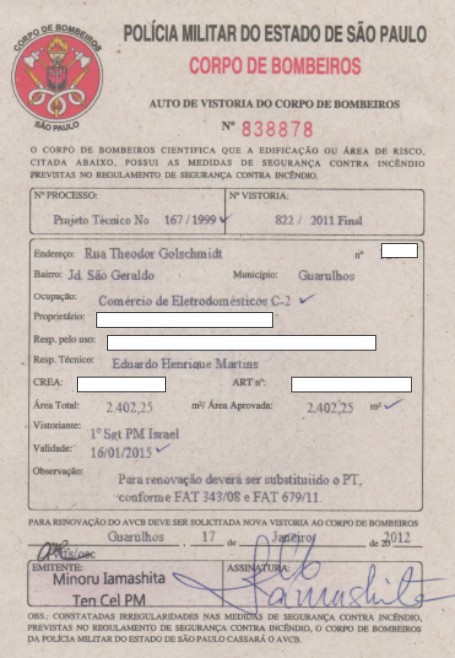 CORPO DE BOMBEIROS
SÃO PAULO
POLÍCIA MILITAR DO ESTADO DE SÃO PAULO
CORPO DE BOMBEIROS
AUTO DE VISTORIA DO CORPO DE BOMBEIROS
Nº 838878
O CORPO DE BOMBEIROS CIENTIFICA QUE A EDIFICAÇÃO OU ÁREA DE RISCO,
CITADA ABAIXO, POSSUI AS MEDIDAS DE SEGURANÇA CONTRA INCÊNDIO
PREVISTAS NO REGULAMENTO DE SEGURANÇA CONTRA INCÊNDIO.
Nº PROCESSO: Nº VISTORIA:
Projeto Técnico No 167/1999 822 / 2011 Final
Endereço: Rua Theodor Golschmidt nº
Bairro: Jd. São Geraldo Município: Guarulhos
Ocupação: Comércio de Eletrodomésticos C-2
Proprietário:
Resp. pelo uso:
Resp. Técnico: Eduardo Henrique Martins
CREA: ART nº:
Área Total: 2.402,25 m²/ Área Aprovada: 2.402,25 m²
Vistoriante: 1º Sgt PM Israel
Validade: 16/01/2015
Observação:
Para renovação deverá ser substituiído o PT,
conforme FAT 343/08 e FAT 679/11.
PARA RENOVAÇÃO DO AVCB DEVE SER SOLICITADA NOVA VISTORIA AO CORPO DE BOMBEIROS
Guarulhos , 17 de Janeiro de 2012
EMITENTE: ASSINATURA:
Minoru Iamashita
Ten Cel PM
Iamashita
OBS.: CONSTATADAS IRREGULARIDADES NAS MEDIDAS DE SEGURANÇA CONTRA INCÊNDIO,
PREVISTAS NO REGULAMENTO DE SEGURANÇA CONTRA INCÊNDIO, O CORPO DE BOMBEIROS
DA POLÍCIA MILITAR DO ESTADO DE SÃO PAULO CASSARÁ O AVCB.